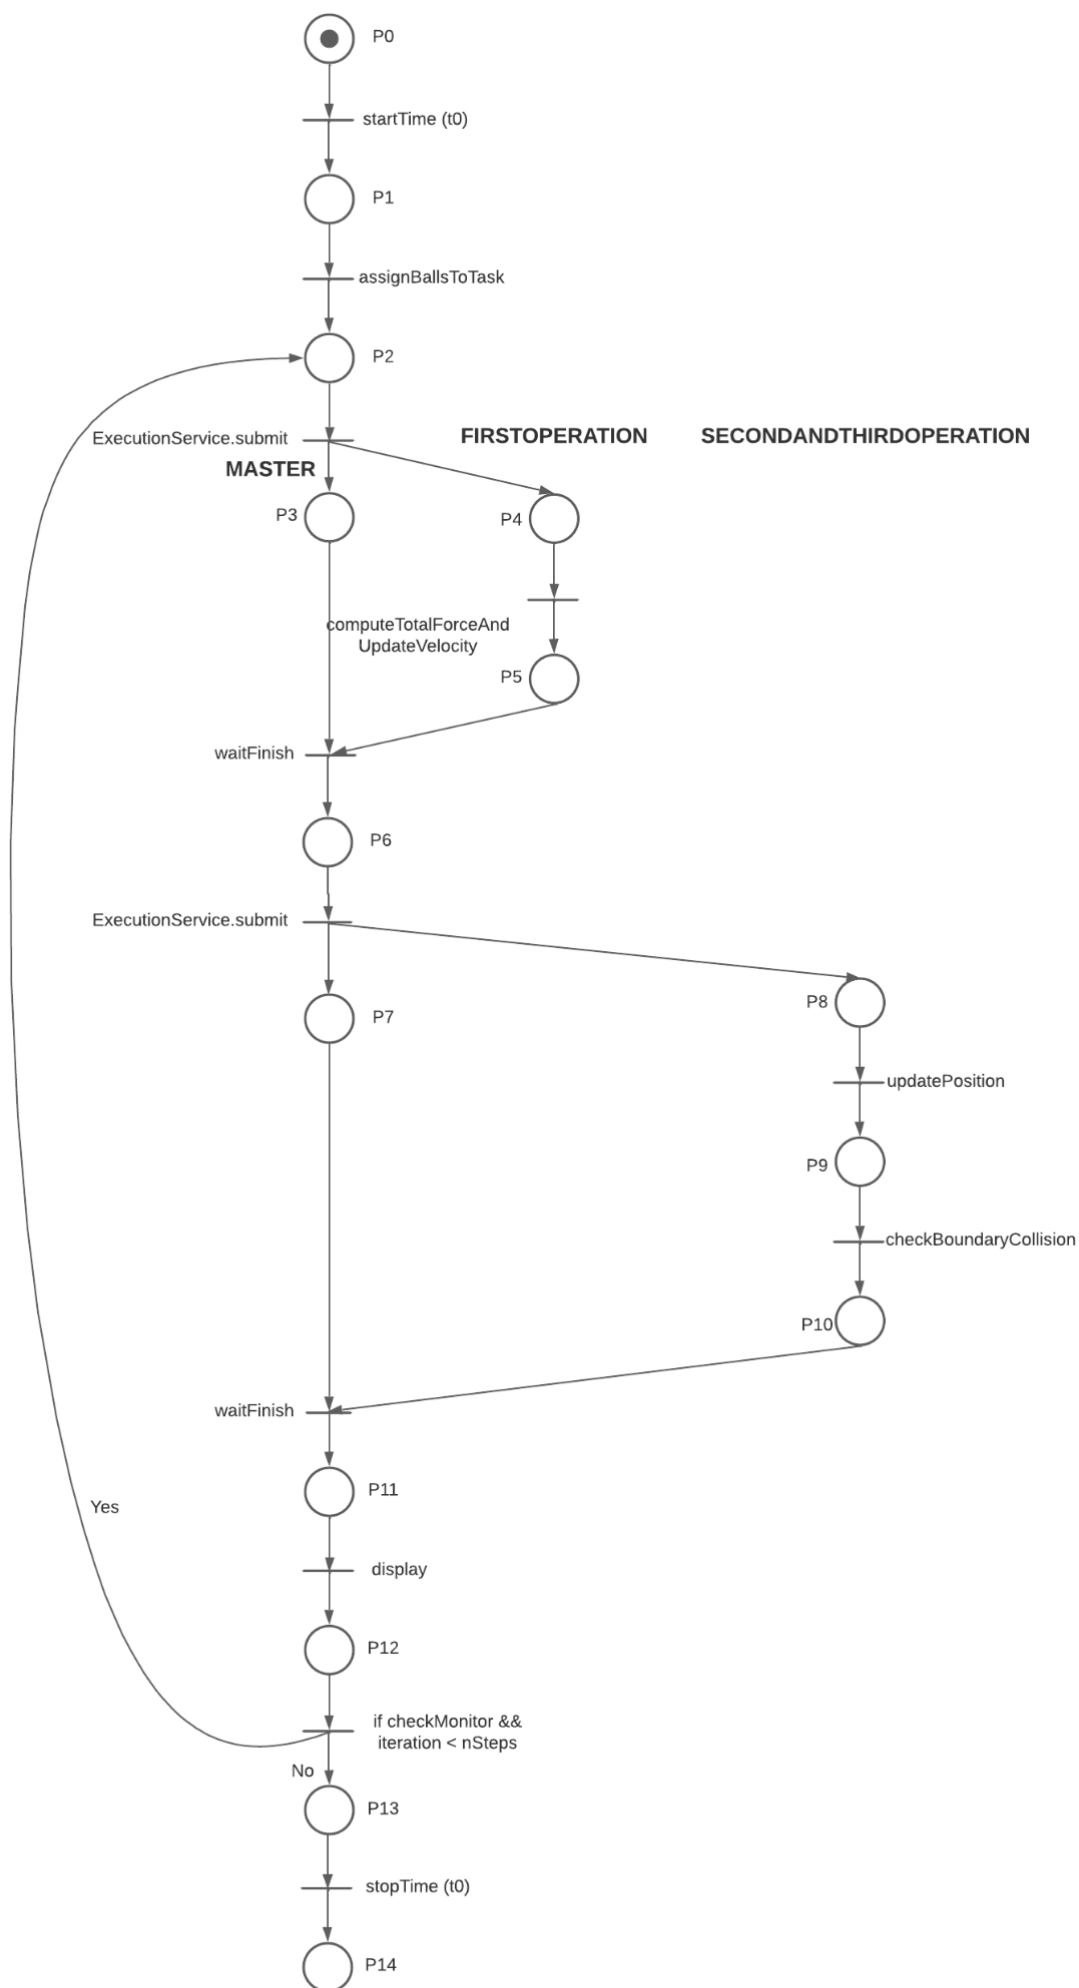 P0
startTime (t0)
P1
assignBallsToTask
P2
ExecutionService.submit
FIRSTOPERATION
SECONDANDTHIRDOPERATION
MASTER
P3
P4
computeTotalForceAnd
UpdateVelocity
P5
waitFinish
P6
ExecutionService.submit
P7
P8
updatePosition
P9
checkBoundaryCollision
P10
waitFinish
P11
Yes
display
P12
if checkMonitor &&
iteration < nSteps
No
P13
stopTime (t0)
P14